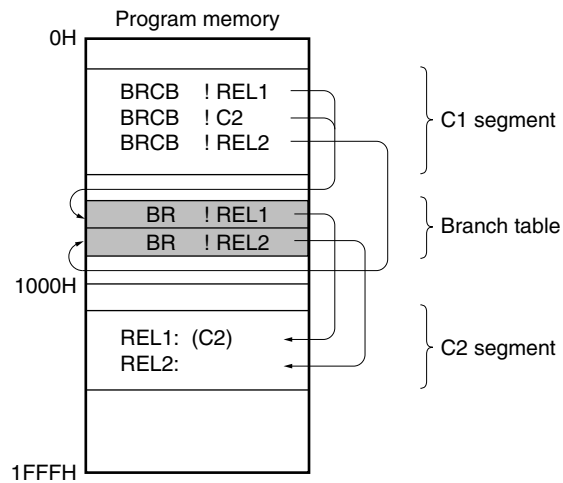 Program memory
0H
BRCB ! REL1
BRCB ! C2
BRCB ! REL2
C1 segment
BR ! REL1
BR ! REL2
Branch table
1000H
REL1: (C2)
REL2:
C2 segment
1FFFH